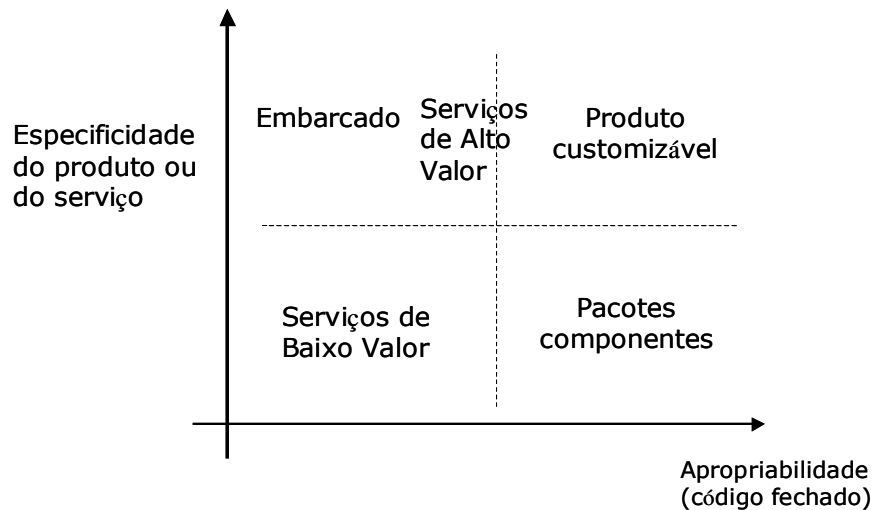 Especificidade
do produto ou
do serviço
Embarcado
Serviços
de Alto
Valor
Produto
customizável
Serviços de
Baixo Valor
Pacotes
componentes
Apropriabilidade
(código fechado)